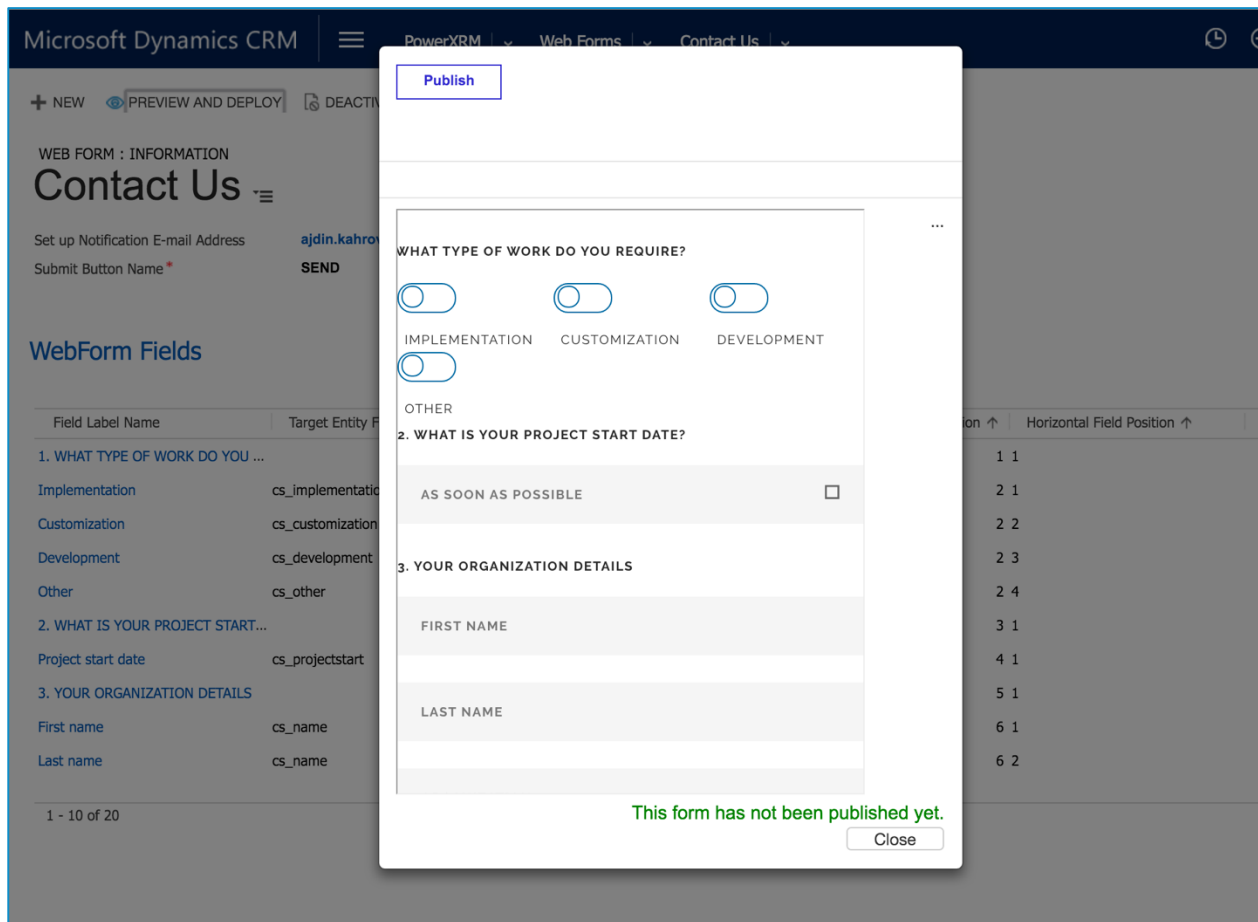 Microsoft Dynamics CRM PowerXRM Web Forms Contact Us
Publish
NEW PREVIEW AND DEPLOY
WEB FORM : INFORMATION
Contact Us
Set up Notification E-mail Address
Submit Button Name * SEND
WHAT TYPE OF WORK DO YOU REQUIRE?
IMPLEMENTATION CUSTOMIZATION DEVELOPMENT
OTHER
2. WHAT IS YOUR PROJECT START DATE?
AS SOON AS POSSIBLE
3. YOUR ORGANIZATION DETAILS
FIRST NAME
LAST NAME
This form has not been published yet.
Close
...
WebForm Fields
Field Label Name Target Entity Horizontal Field Position
1. WHAT TYPE OF WORK DO YOU ... 1 1
Implementation 2 1
Customization cs_customization 2 2
Development cs_development 2 3
Other cs_other 2 4
2. WHAT IS YOUR PROJECT START... 3 1
Project start date cs_projectstart 4 1
3. YOUR ORGANIZATION DETAILS 5 1
First name cs_name 6 1
Last name cs_name 6 2
1 - 10 of 20